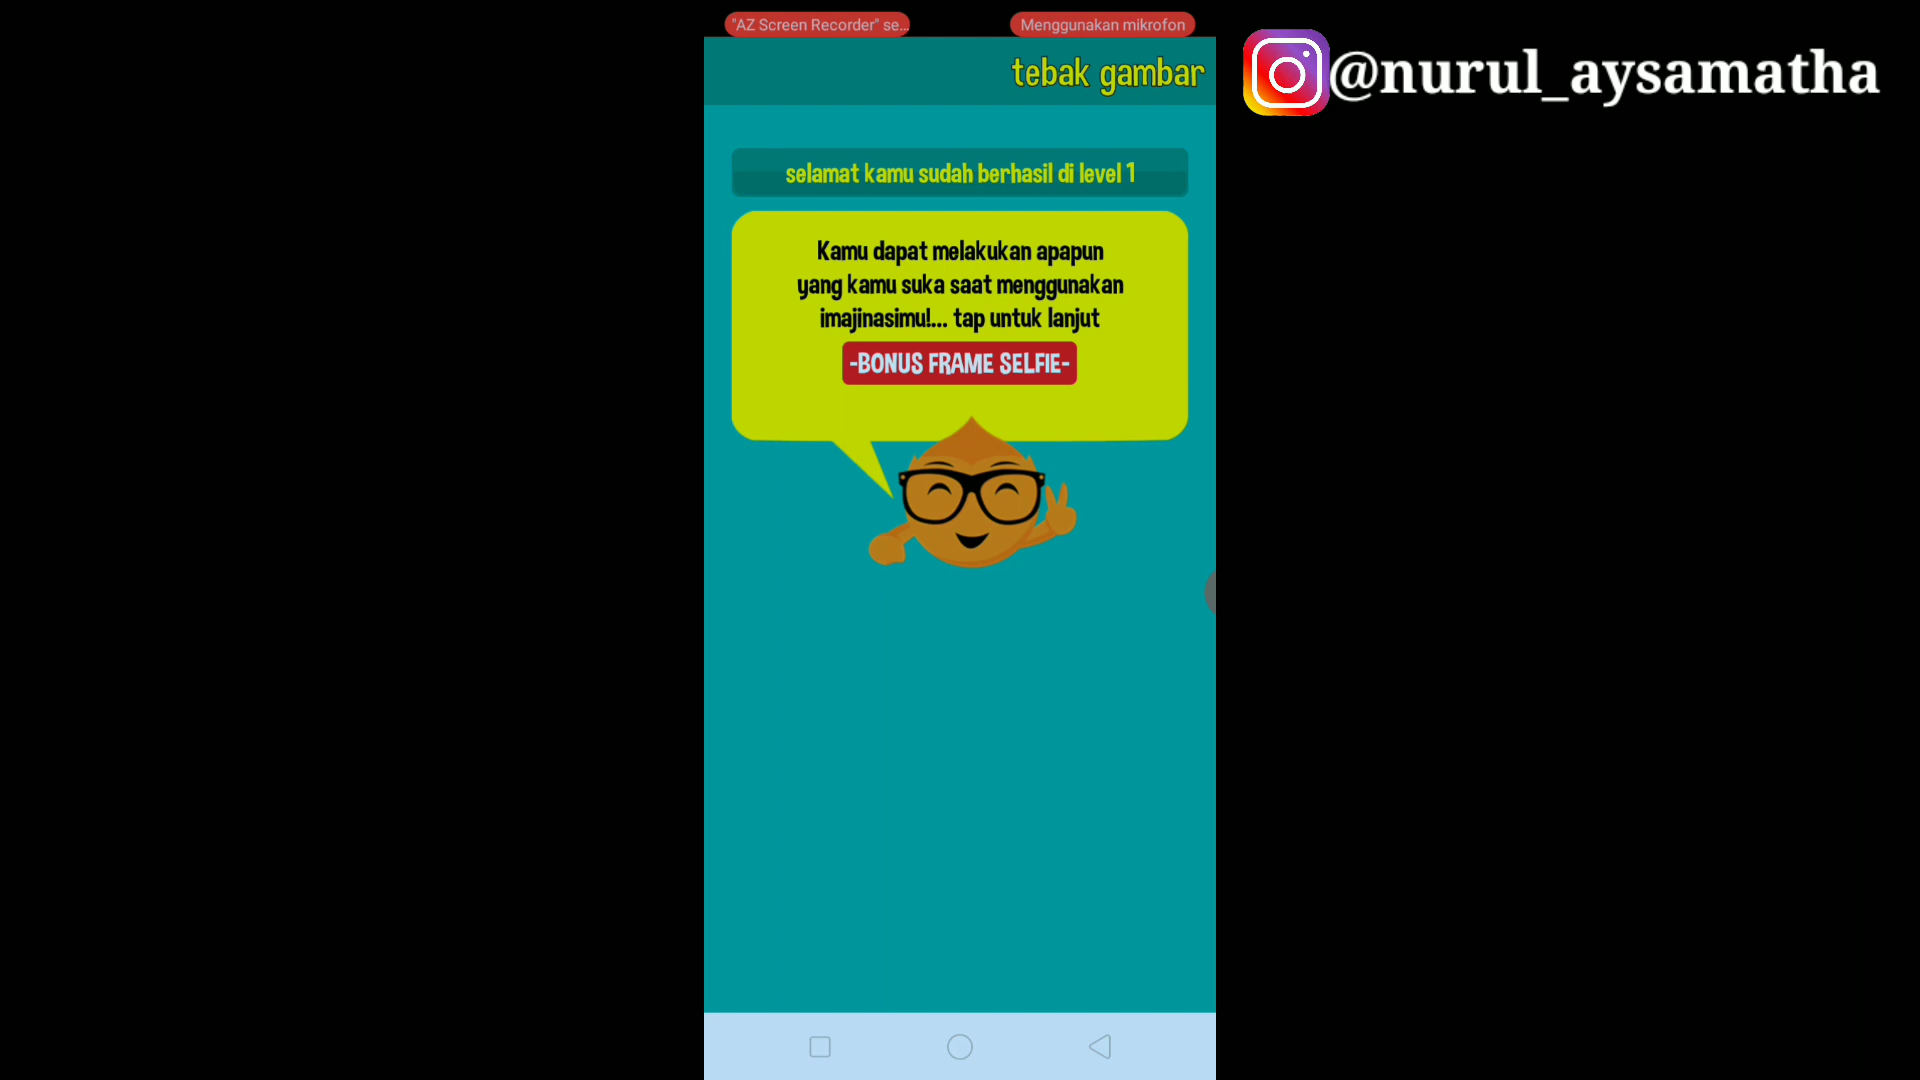 "AZ Screen Recorder" se...
Menggunakan mikrofon
tebak gambar
@nurul_aysamatha
selamat kamu sudah berhasil di level 1
Kamu dapat melakukan apapun
yang kamu suka saat menggunakan
imajinasimu!... tap untuk lanjut
-BONUS FRAME SELFIE-